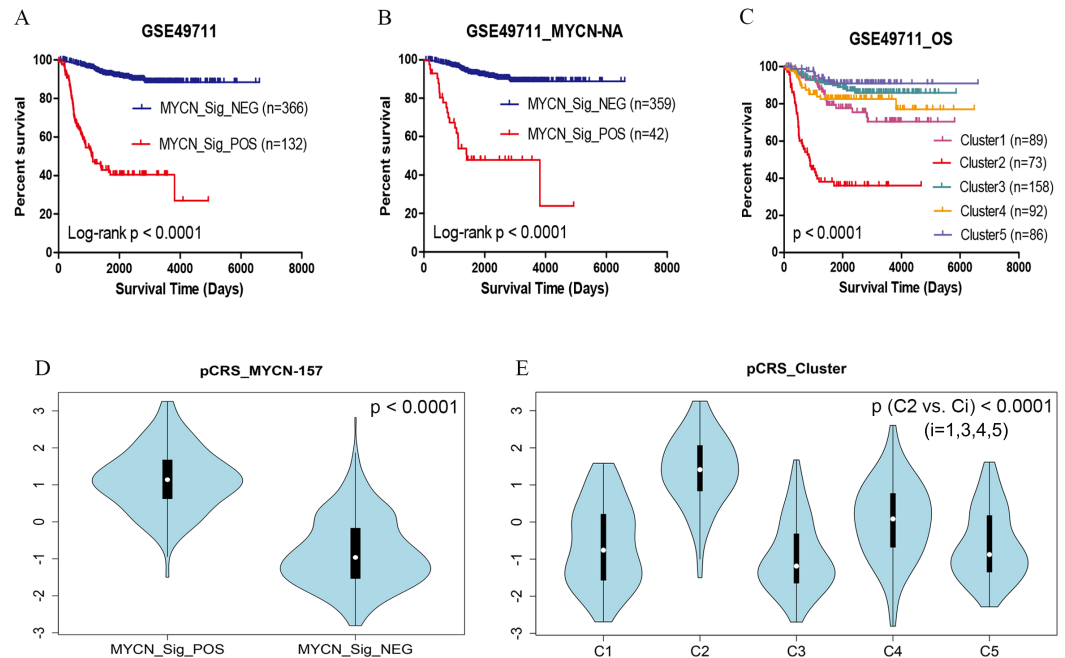 A
GSE49711
Percent survival
100
80
60
40
20
0
MYCN_Sig_NEG (n=366)
MYCN_Sig_POS (n=132)
Log-rank p < 0.0001
0 2000 4000 6000 8000
Survival Time (Days)
B
GSE49711_MYCN-NA
Percent survival
100
80
60
40
20
0
MYCN_Sig_NEG (n=359)
MYCN_Sig_POS (n=42)
Log-rank p < 0.0001
0 2000 4000 6000 8000
Survival Time (Days)
C
GSE49711_OS
Percent survival
100
80
60
40
20
0
Cluster1 (n=89)
Cluster2 (n=73)
Cluster3 (n=158)
Cluster4 (n=92)
Cluster5 (n=86)
p < 0.0001
0 2000 4000 6000 8000
Survival Time (Days)
D
pCRS_MYCN-157
p < 0.0001
3
2
1
0
-1
-2
-3
MYCN_Sig_POS MYCN_Sig_NEG
E
pCRS_Cluster
p (C2 vs. Ci) < 0.0001
(i=1,3,4,5)
3
2
1
0
-1
-2
-3
C1 C2 C3 C4 C5